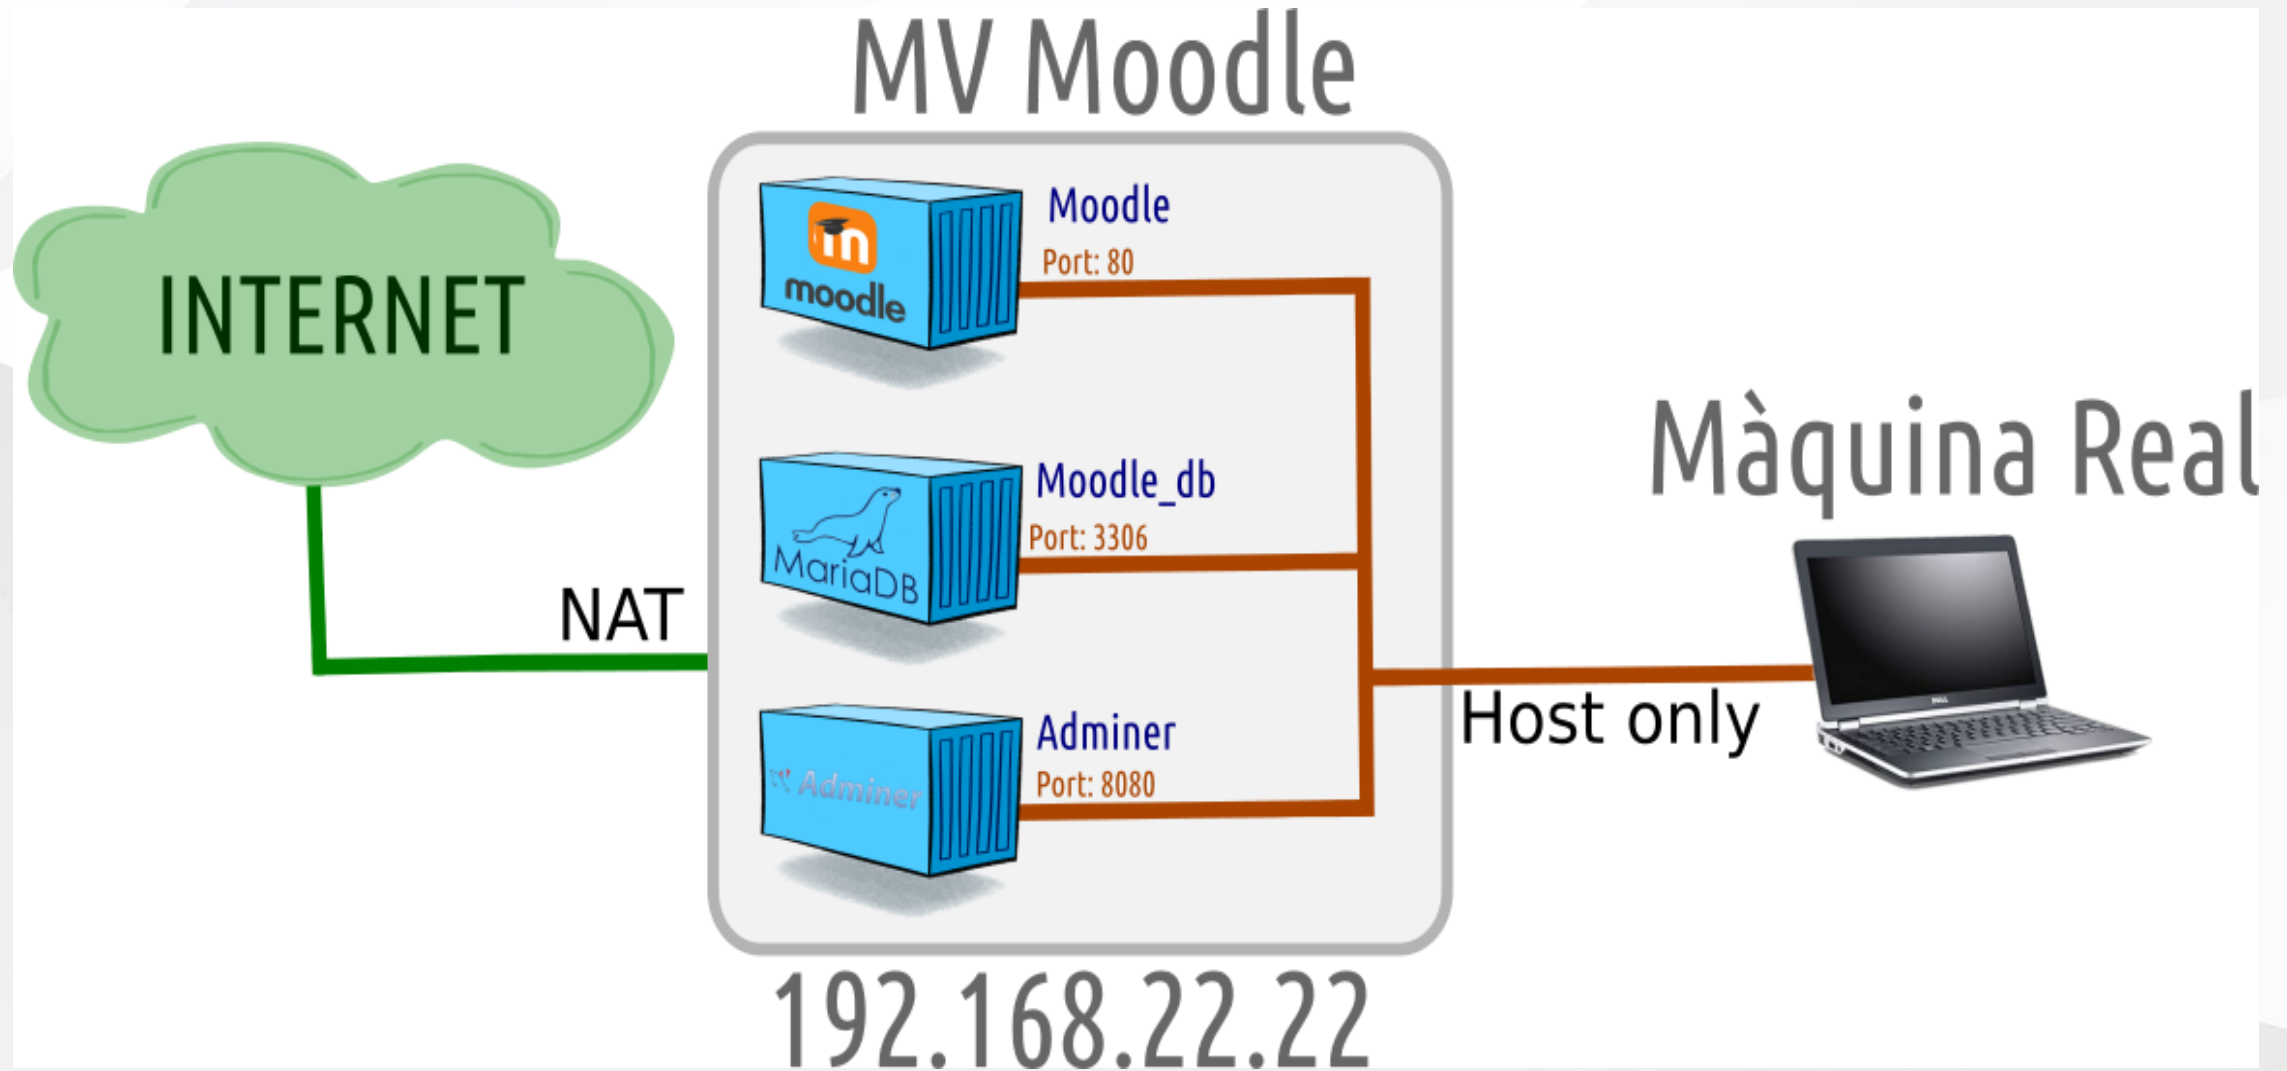 MV Moodle
INTERNET
moodle
Moodle
Port: 80
MariaDB
Moodle_db
Port: 3306
Adminer
Adminer
Port: 8080
NAT
Host only
Màquina Real
DELL
192.168.22.22